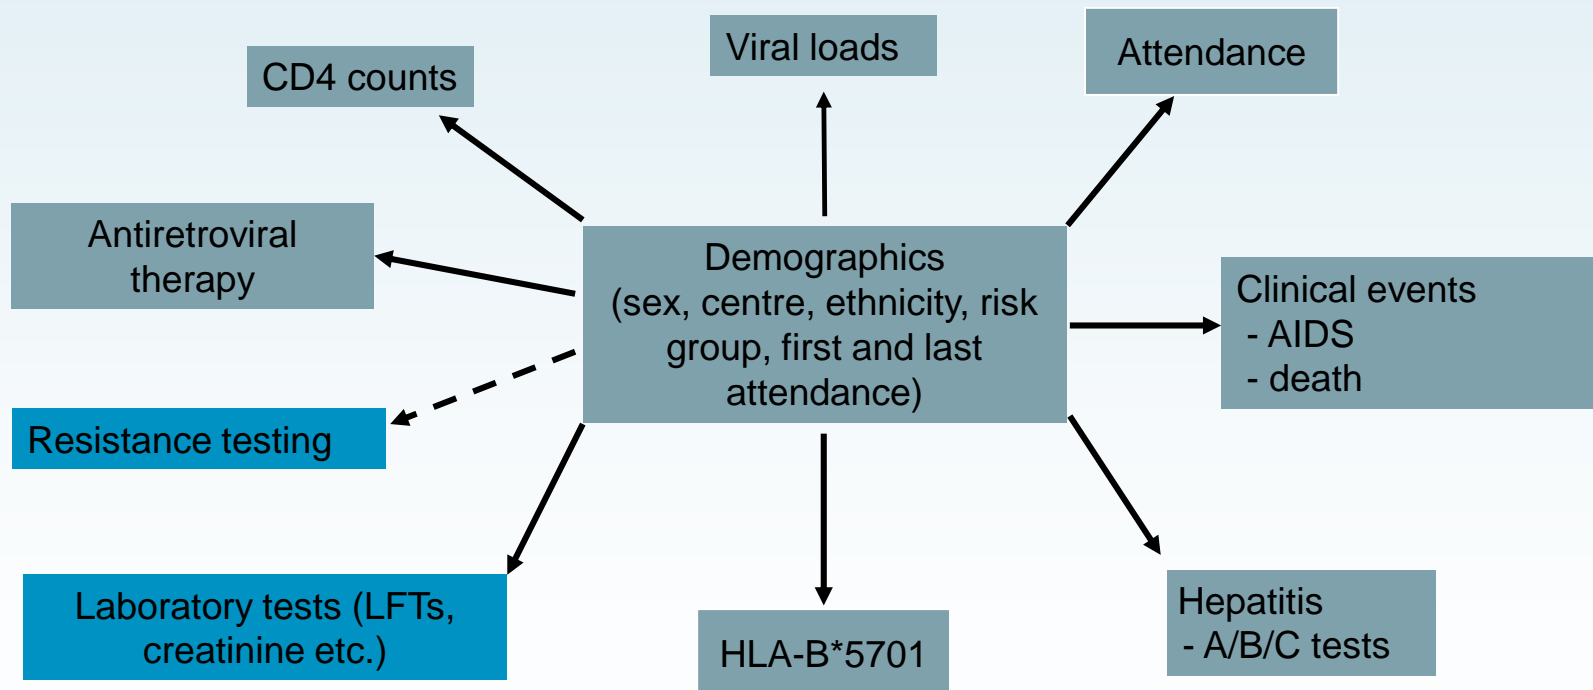 Viral loads
Attendance
CD4 counts
Antiretroviral
therapy
Demographics
(sex, centre, ethnicity, risk
group, first and last
attendance)
Clinical events
- AIDS
- death
Resistance testing
Laboratory tests (LFTs,
creatinine etc.)
HLA-B*5701
Hepatitis
- A/B/C tests